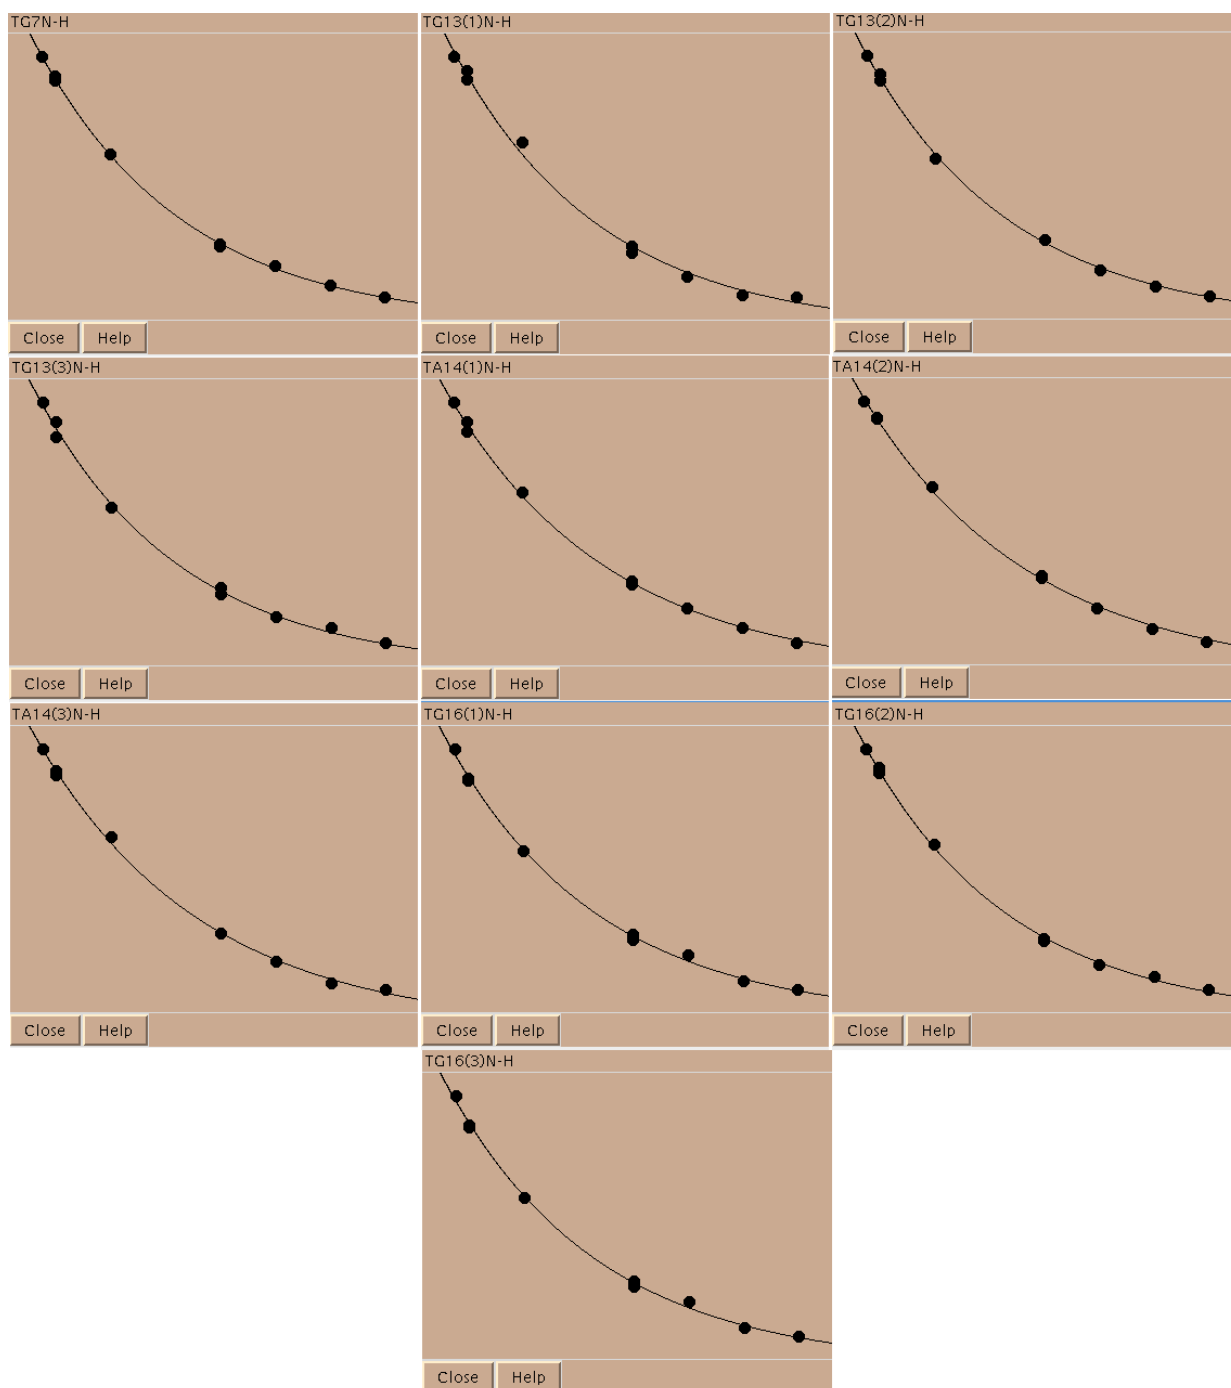 TG7N-H
TG13(1)N-H
TG13(2)N-H
Close Help
Close Help
Close Help
TG13(3)N-H
TA14(1)N-H
TA14(2)N-H
Close Help
Close Help
Close Help
TA14(3)N-H
TG16(1)N-H
TG16(2)N-H
Close Help
Close Help
Close Help
TG16(3)N-H
Close Help